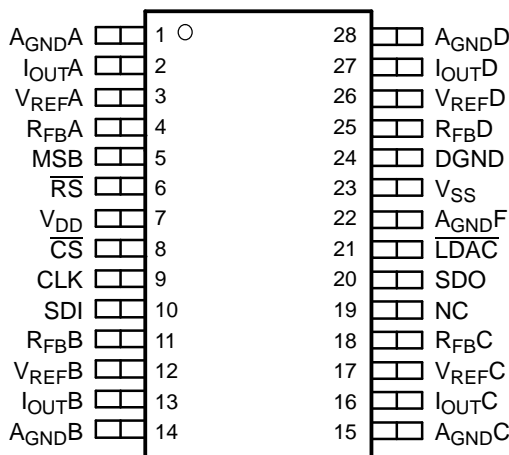 AGNDA 1 28 AGNDD
IOUTA 2 27 IOUTD
VREFA 3 26 VREFD
RFBA 4 25 RFBD
MSB 5 24 DGND
RS 6 23 VSS
VDD 7 22 AGNDF
CS 8 21 LDAC
CLK 9 20 SDO
SDI 10 19 NC
RFBB 11 18 RFBC
VREFB 12 17 VREFC
IOUTB 13 16 IOUTC
AGNDB 14 15 AGNDC